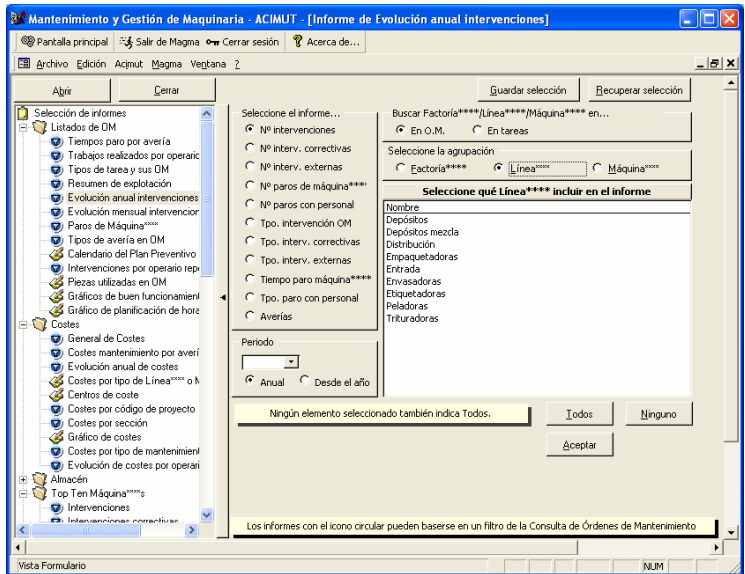 Mantenimiento y Gestión de Maquinaria - ACIMUT - [Informe de Evolución anual intervenciones]
Pantalla principal Salir de Magma Cerrar sesión Acerca de...
Archivo Edición Acimut Magma Ventana ?
Abrir Cerrar Guardar selección Recuperar selección
Selección de informes
Listados de OM
Tiempos paro por avería
Trabajos realizados por operaric
Tipos de tarea y sus OM
Resumen de explotación
Evolución anual intervenciones
Evolución mensual intervencior
Paros de Máquina****
Tipos de avería en OM
Calendario del Plan Preventivo
Intervenciones por operario rep
Piezas utilizadas en OM
Gráficos de buen funcionamient
Gráfico de planificación de hora
Costes
General de Costes
Costes mantenimiento por averí
Evolución anual de costes
Costes por tipo de Línea**** o M
Centros de coste
Costes por código de proyecto
Costes por sección
Gráfico de costes
Costes por tipo de mantenimient
Evolución de costes por operari
Almacén
Top Ten Máquina****s
Intervenciones
Intervenciones correctivas
Seleccione el informe...
Nº intervenciones
Nº interv. correctivas
Nº interv. externas
Nº paros de máquina****
Nº paros con personal
Tpo. intervención OM
Tpo. interv. correctivas
Tpo. interv. externas
Tiempo paro máquina****
Tpo. paro con personal
Averías
Periodo
Anual Desde el año
Buscar Factoría****/Línea****/Máquina**** en...
En O.M. En tareas
Seleccione la agrupación
Factoría**** Línea**** Máquina****
Seleccione qué Línea**** incluir en el informe
Nombre
Depósitos
Depósitos mezcla
Distribución
Empaquetadoras
Entrada
Envasadoras
Etiquetadoras
Peladoras
Trituradoras
Ningún elemento seleccionado también indica Todos.
Todos Ninguno
Aceptar
Los informes con el icono circular pueden baserse en un filtro de la Consulta de Órdenes de Mantenimiento
Vista Formulario NUM